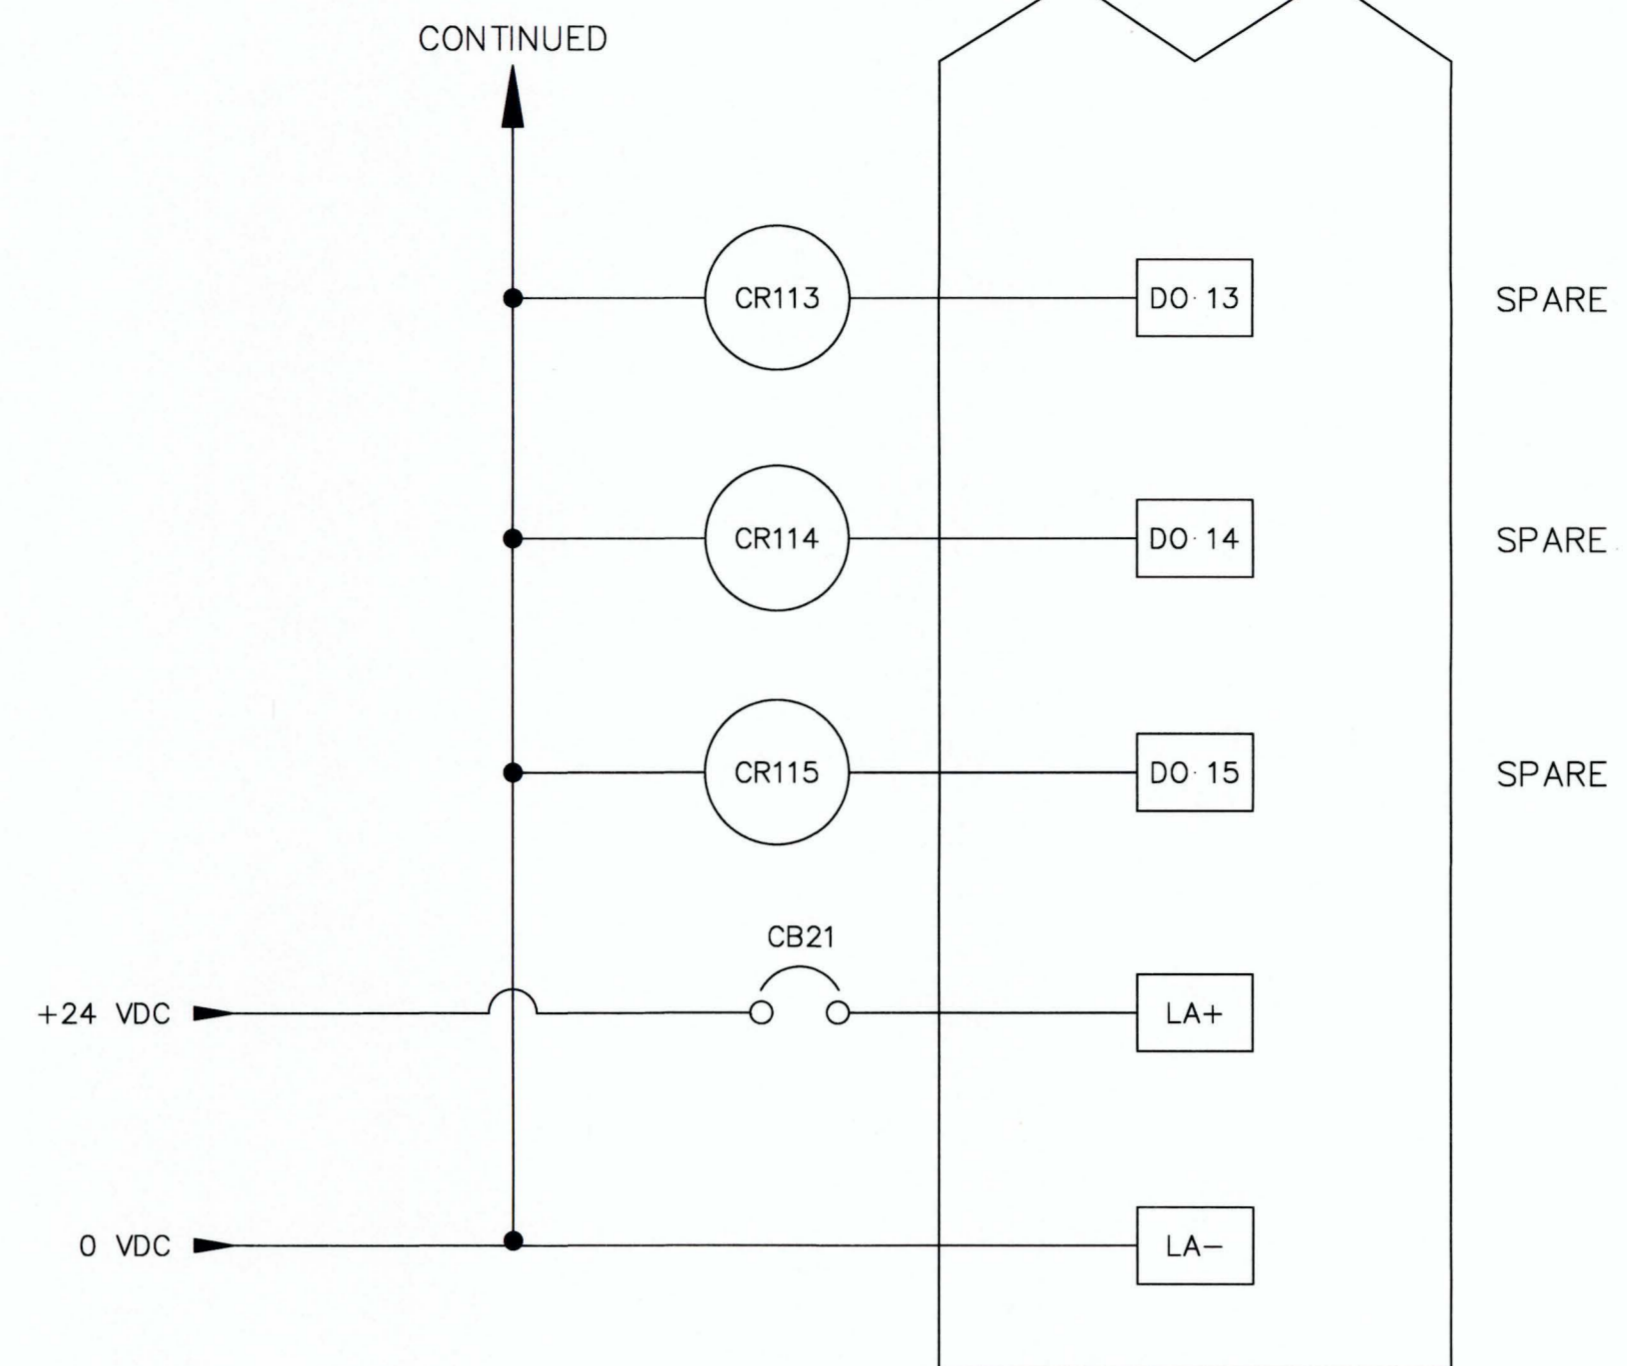 CONTINUED
CR113 DO 13 SPARE
CR114 DO 14 SPARE
CR115 DO 15 SPARE
CB21
+24 VDC LA+
0 VDC LA−